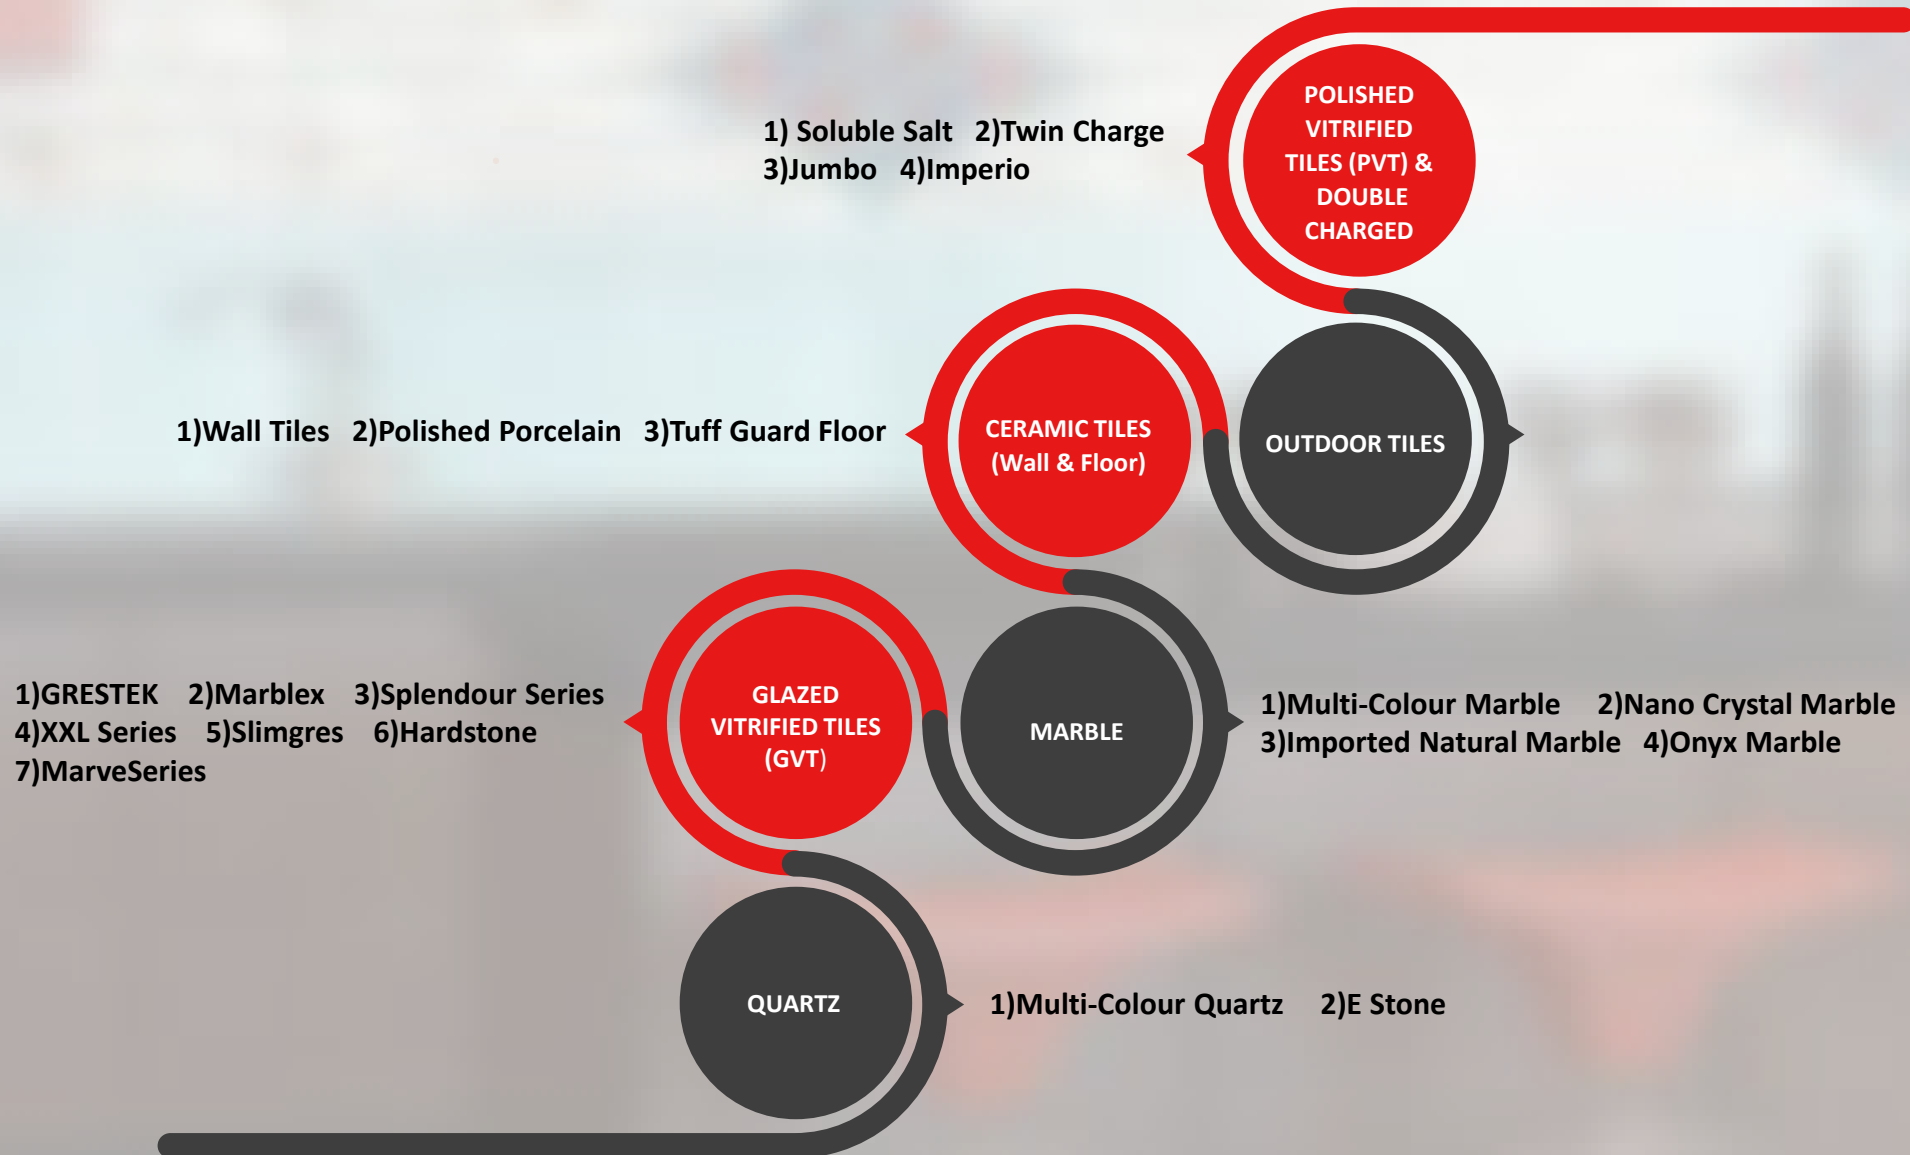 POLISHED
VITRIFIED
TILES (PVT) &
DOUBLE
CHARGED
1) Soluble Salt 2)Twin Charge
3)Jumbo 4)Imperio
OUTDOOR TILES
CERAMIC TILES
(Wall & Floor)
1)Wall Tiles 2)Polished Porcelain 3)Tuff Guard Floor
MARBLE
1)Multi-Colour Marble 2)Nano Crystal Marble
3)Imported Natural Marble 4)Onyx Marble
GLAZED
VITRIFIED TILES
(GVT)
1)GRESTEK 2)Marblex 3)Splendour Series
4)XXL Series 5)Slimgres 6)Hardstone
7)MarveSeries
QUARTZ
1)Multi-Colour Quartz 2)E Stone